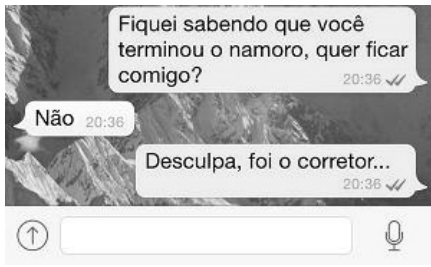 Fiquei sabendo que você
terminou o namoro, quer ficar
comigo? 20:36
Não 20:36
Desculpa, foi o corretor...
20:36